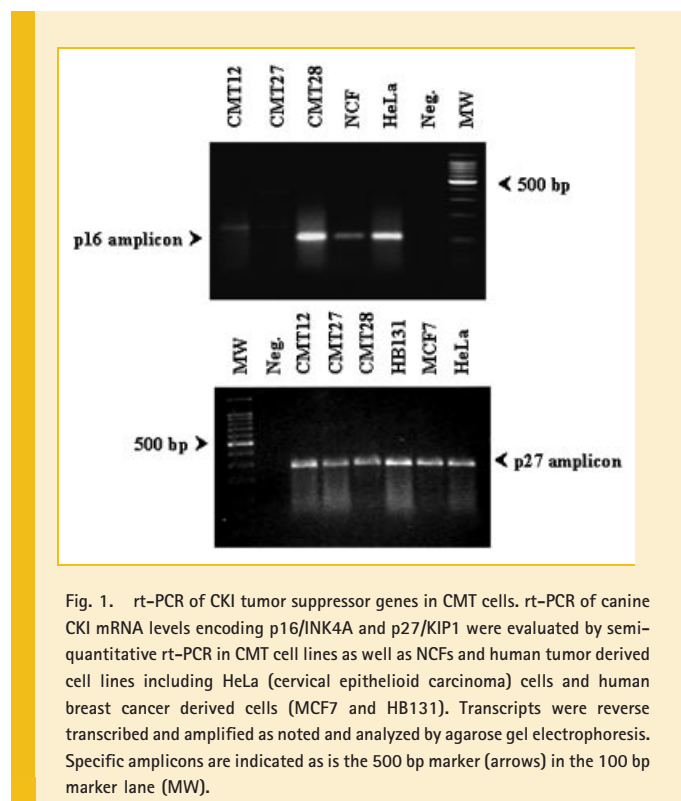 CMT12 CMT27 CMT28 NCF HeLa Neg. MW
500 bp
p16 amplicon
MW Neg. CMT12 CMT27 CMT28 HB131 MCF7 HeLa
500 bp
p27 amplicon
Fig. 1. rt-PCR of CKI tumor suppressor genes in CMT cells. rt-PCR of canine
CKI mRNA levels encoding p16/INK4A and p27/KIP1 were evaluated by semi-
quantitative rt-PCR in CMT cell lines as well as NCFs and human tumor derived
cell lines including HeLa (cervical epithelioid carcinoma) cells and human
breast cancer derived cells (MCF7 and HB131). Transcripts were reverse
transcribed and amplified as noted and analyzed by agarose gel electrophoresis.
Specific amplicons are indicated as is the 500 bp marker (arrows) in the 100 bp
marker lane (MW).